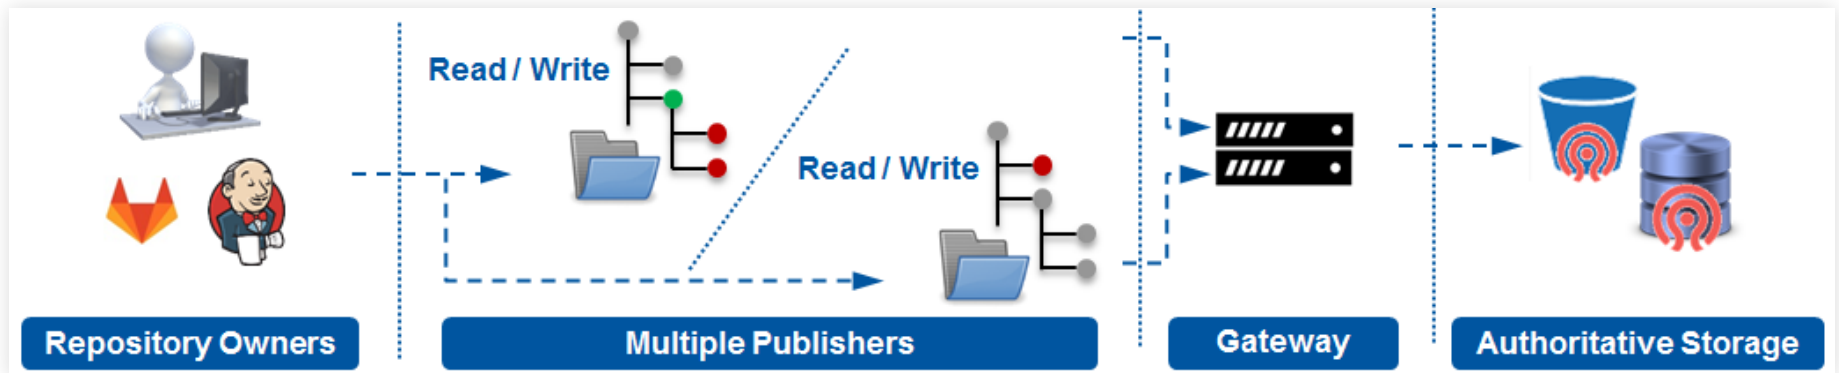 Read / Write
Read / Write
Repository Owners
Multiple Publishers
Gateway
Authoritative Storage